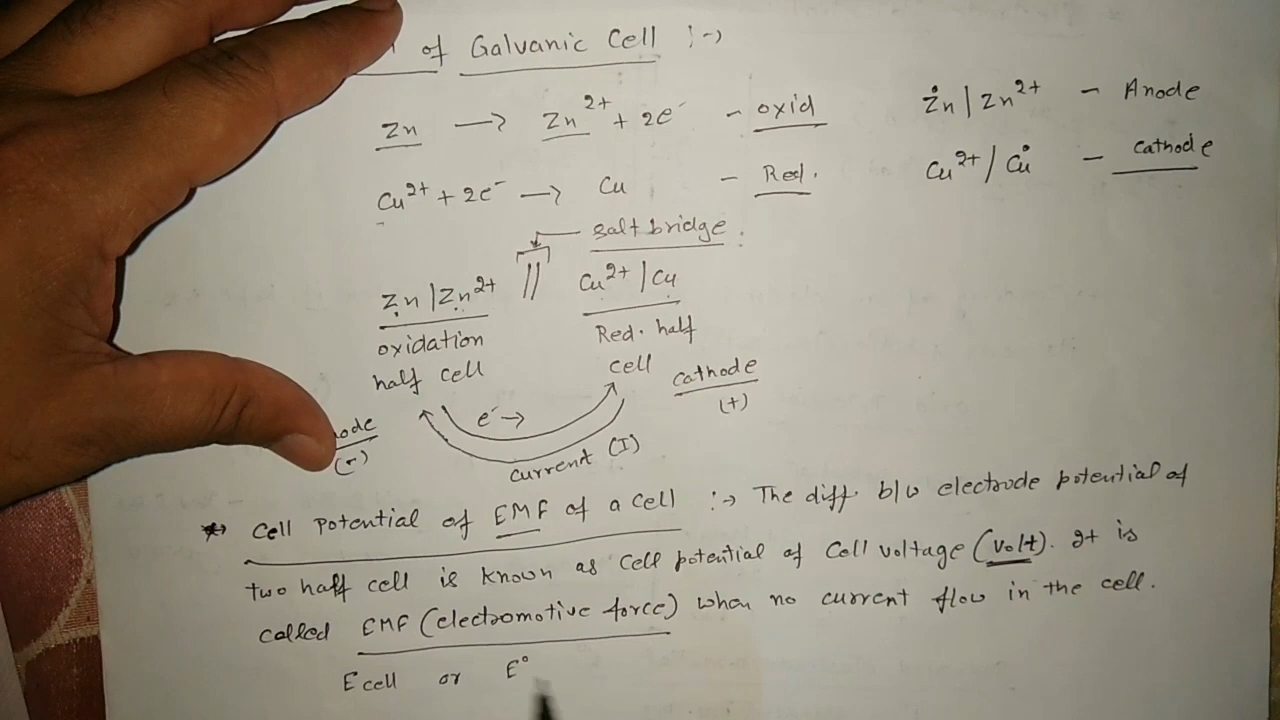 of Galvanic Cell :->
Zn → Zn²⁺ + 2e⁻ - oxid
Zn | Zn²⁺ - Anode
Cu²⁺ + 2e⁻ → Cu - Red.
Cu²⁺ / Cu - Cathode
salt bridge.
Zn | Zn²⁺ || Cu²⁺ | Cu
oxidation half cell
Red. half cell
Cathode (+)
ode (-)
e⁻ →
Current (I)
* Cell Potential of EMF of a Cell :-> The diff. b/w electrode potential of
two half cell is known as Cell potential of Cell voltage (volt). It is
called EMF (electromotive force) when no current flow in the cell.
Ecell or E°